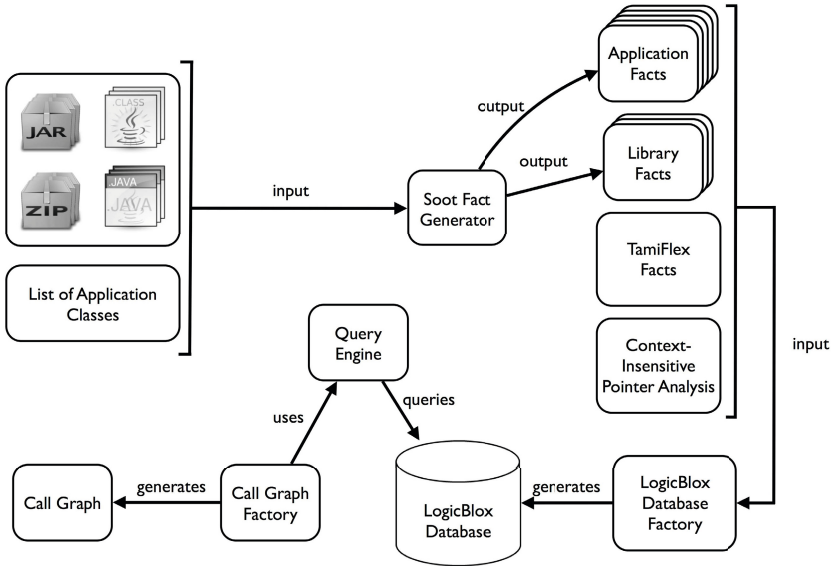 JAR
.CLASS
ZIP
.JAVA
.JAVA
List of Application
Classes
input
Soot Fact
Generator
cutput
output
Application
Facts
Library
Facts
TamiFlex
Facts
Context-
Insensitive
Pointer Analysis
input
Query
Engine
uses
queries
Call Graph
generates
Call Graph
Factory
LogicBlox
Database
generates
LogicBlox
Database
Factory